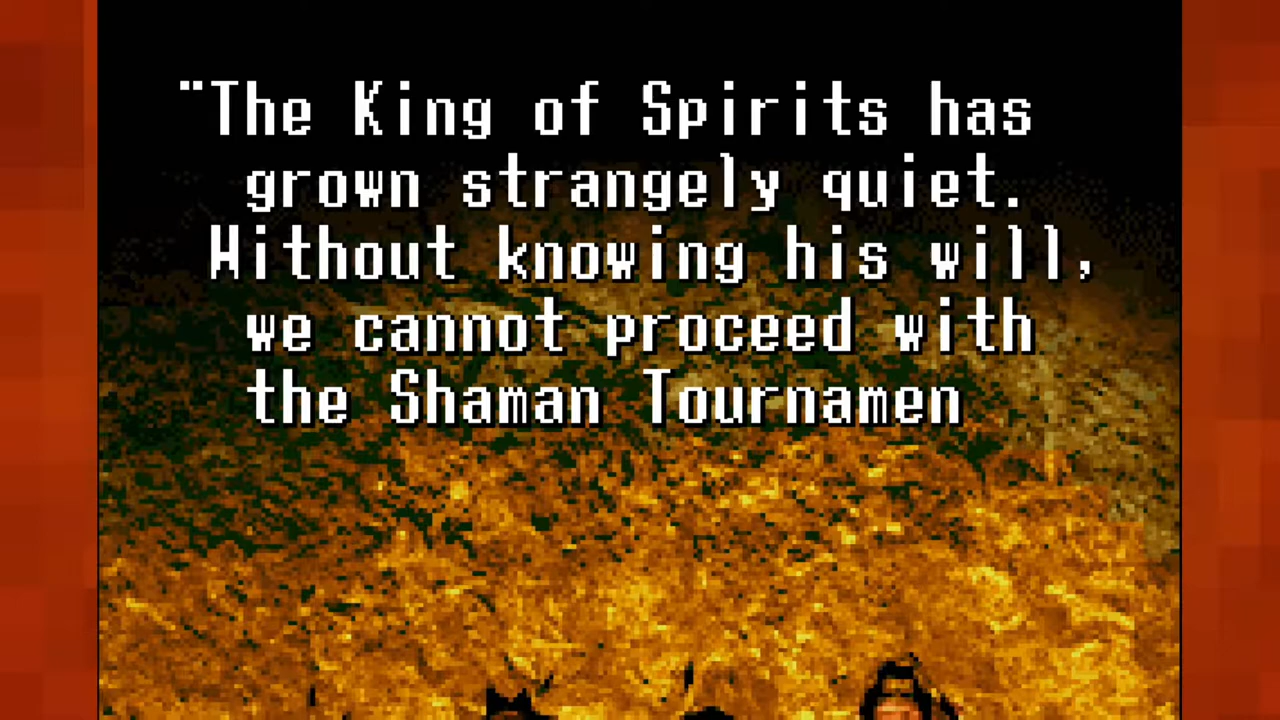 "The King of Spirits has
grown strangely quiet.
Without knowing his will,
we cannot proceed with
the Shaman Tournamen